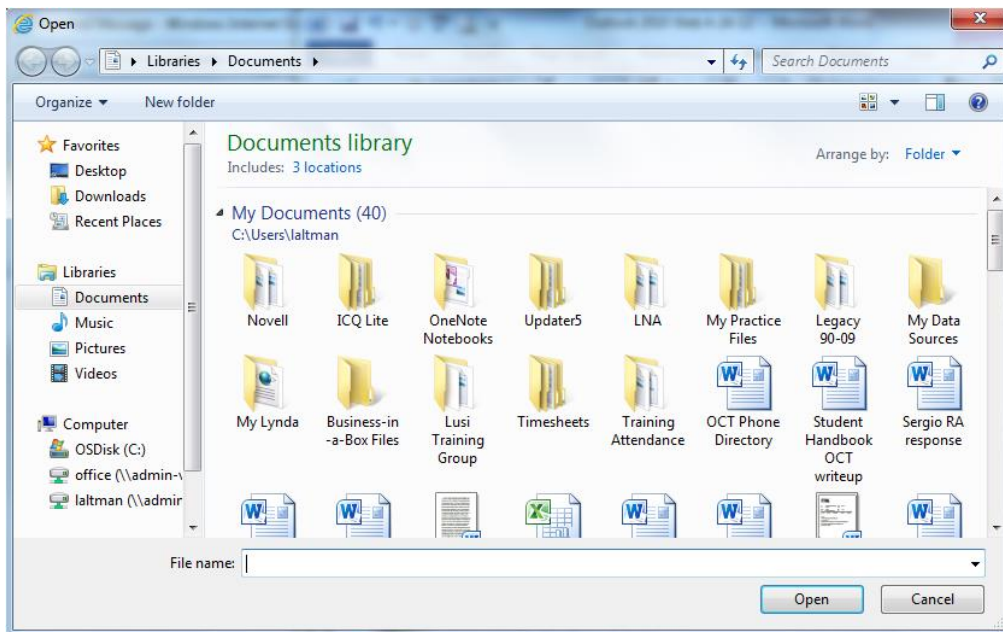 Open
Libraries ▸ Documents ▸
Search Documents
Organize
New folder
Favorites
Desktop
Downloads
Recent Places
Libraries
Documents
Music
Pictures
Videos
Computer
OSDisk (C:)
office (\\admin-v
laltman (\\admir
Documents library
Includes: 3 locations
Arrange by: Folder
My Documents (40)
C:\Users\laltman
Novell
ICQ Lite
OneNote
Notebooks
Updater5
LNA
My Practice
Files
Legacy
90-09
My Data
Sources
My Lynda
Business-in
-a-Box Files
Lusi
Training
Group
Timesheets
Training
Attendance
OCT Phone
Directory
Student
Handbook
OCT
writeup
Sergio RA
response
File name:
Open
Cancel